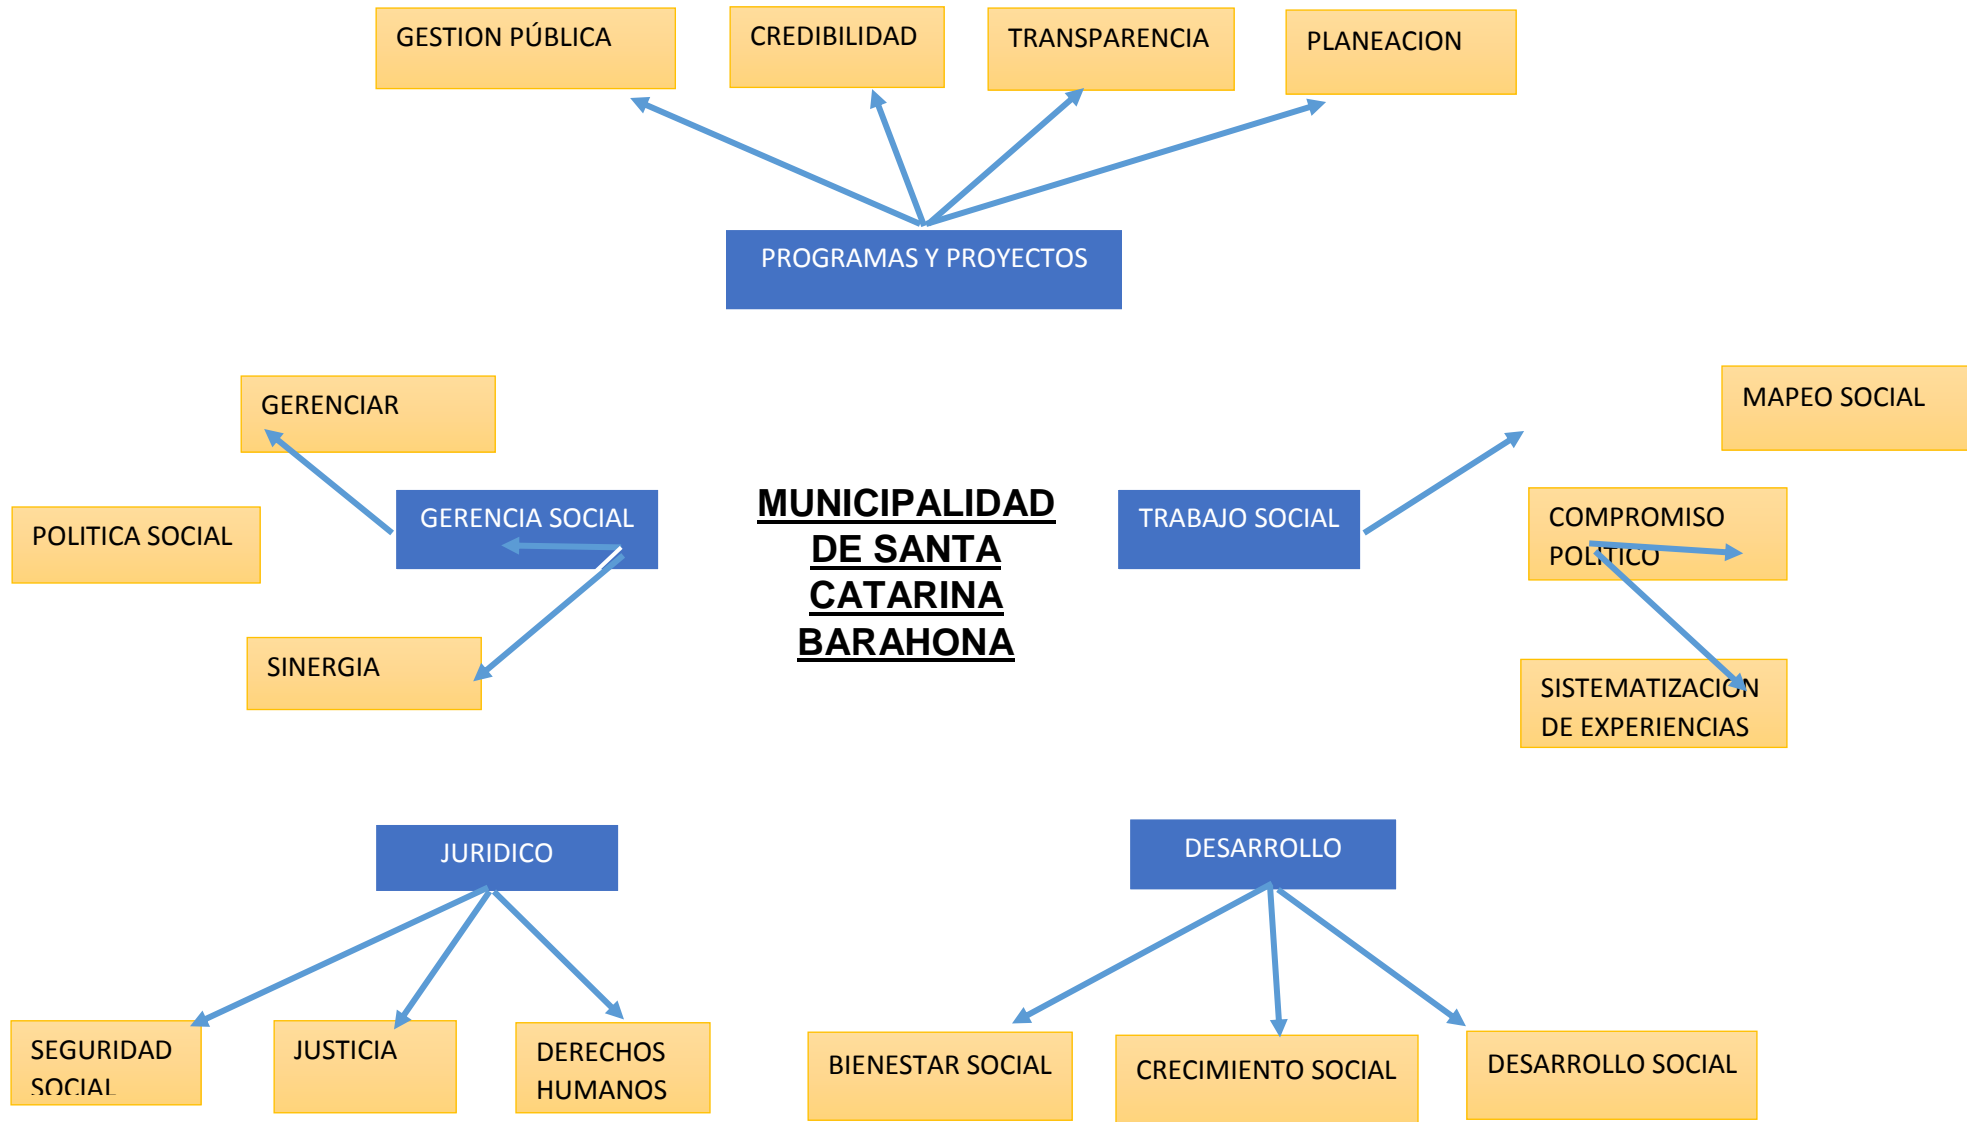 GESTION PÚBLICA
CREDIBILIDAD
TRANSPARENCIA
PLANEACION
PROGRAMAS Y PROYECTOS
GERENCIAR
MAPEO SOCIAL
POLITICA SOCIAL
GERENCIA SOCIAL
MUNICIPALIDAD
DE SANTA
CATARINA
BARAHONA
TRABAJO SOCIAL
COMPROMISO
POLITICO
SINERGIA
SISTEMATIZACION
DE EXPERIENCIAS
JURIDICO
DESARROLLO
SEGURIDAD
SOCIAL
JUSTICIA
DERECHOS
HUMANOS
BIENESTAR SOCIAL
CRECIMIENTO SOCIAL
DESARROLLO SOCIAL